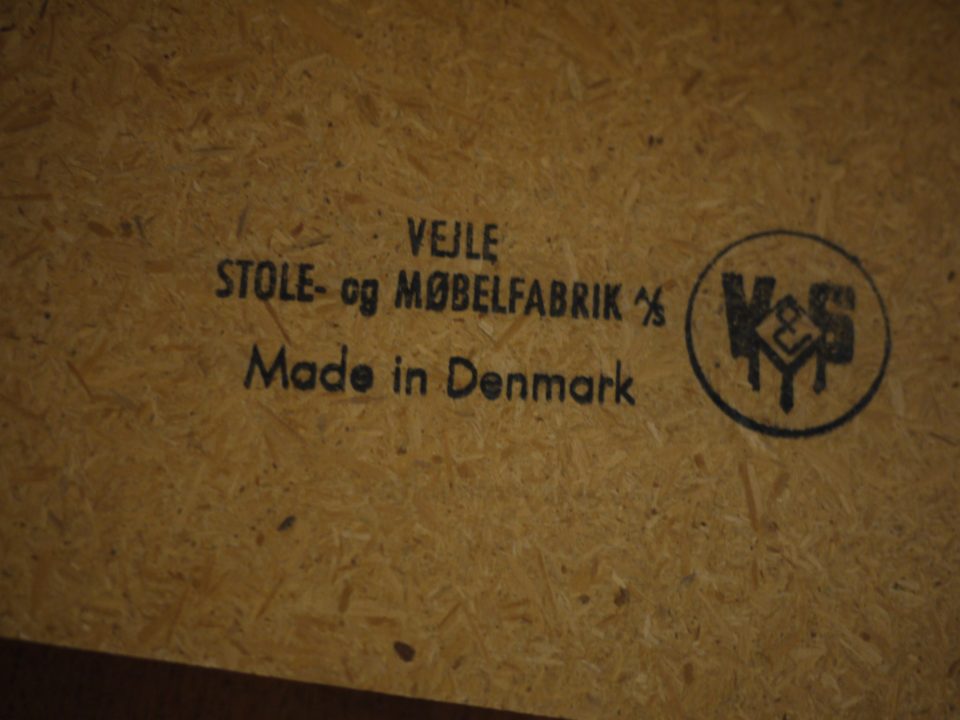 VEJLE
STOLE- og MØBELFABRIK A/S
Made in Denmark
V&S